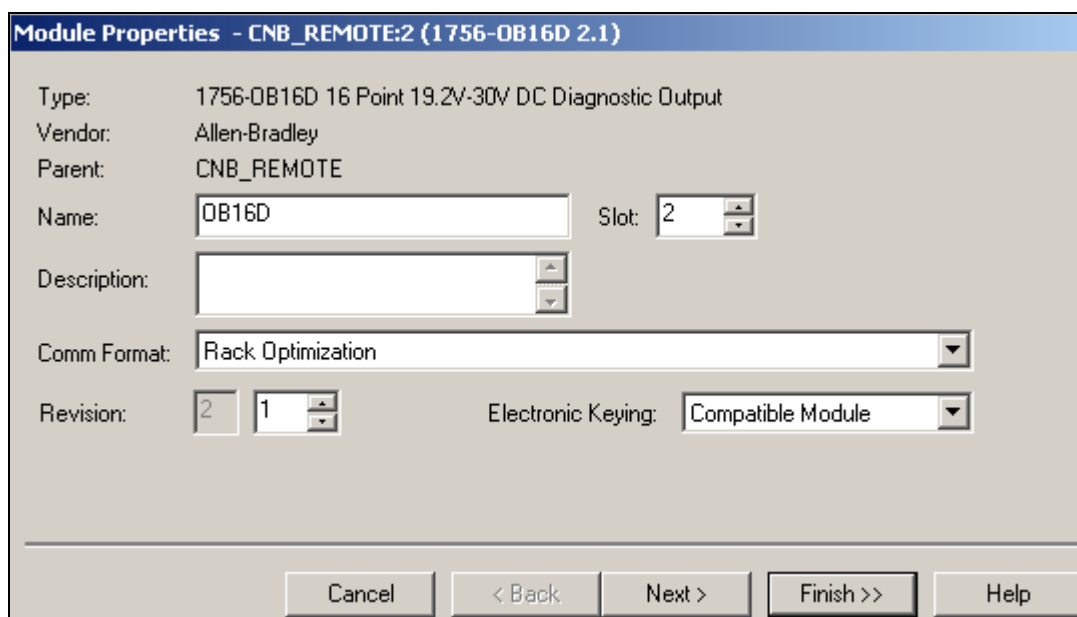 Module Properties - CNB_REMOTE:2 (1756-OB16D 2.1)
Type: 1756-OB16D 16 Point 19.2V-30V DC Diagnostic Output
Vendor: Allen-Bradley
Parent: CNB_REMOTE
Name: OB16D Slot: 2
Description:
Comm Format: Rack Optimization
Revision: 2 1 Electronic Keying: Compatible Module
Cancel < Back Next > Finish >> Help